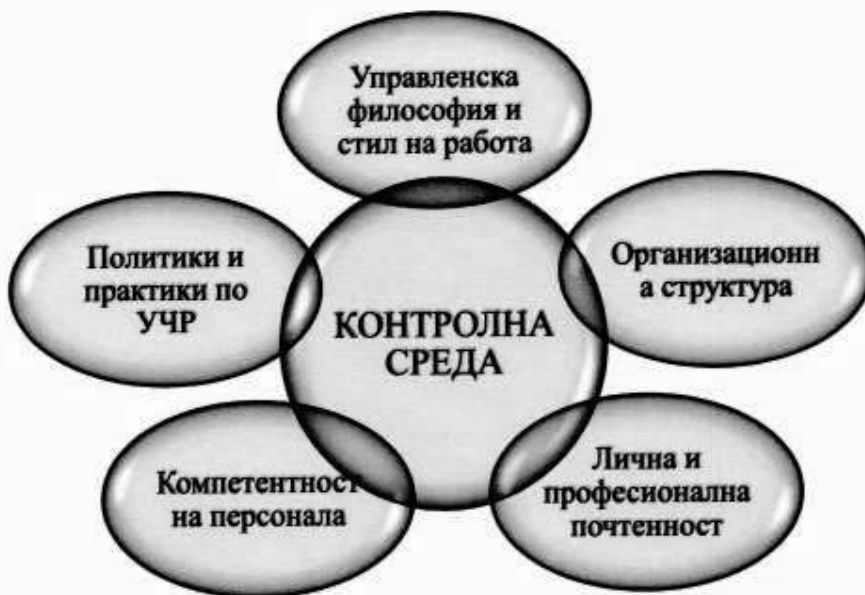 Управленска
философия и
стил на работа
Политики и
практики по
УЧР
Организационн
а структура
КОНТРОЛНА
СРЕДА
Компетентност
на персонала
Лична и
професионална
почтенност